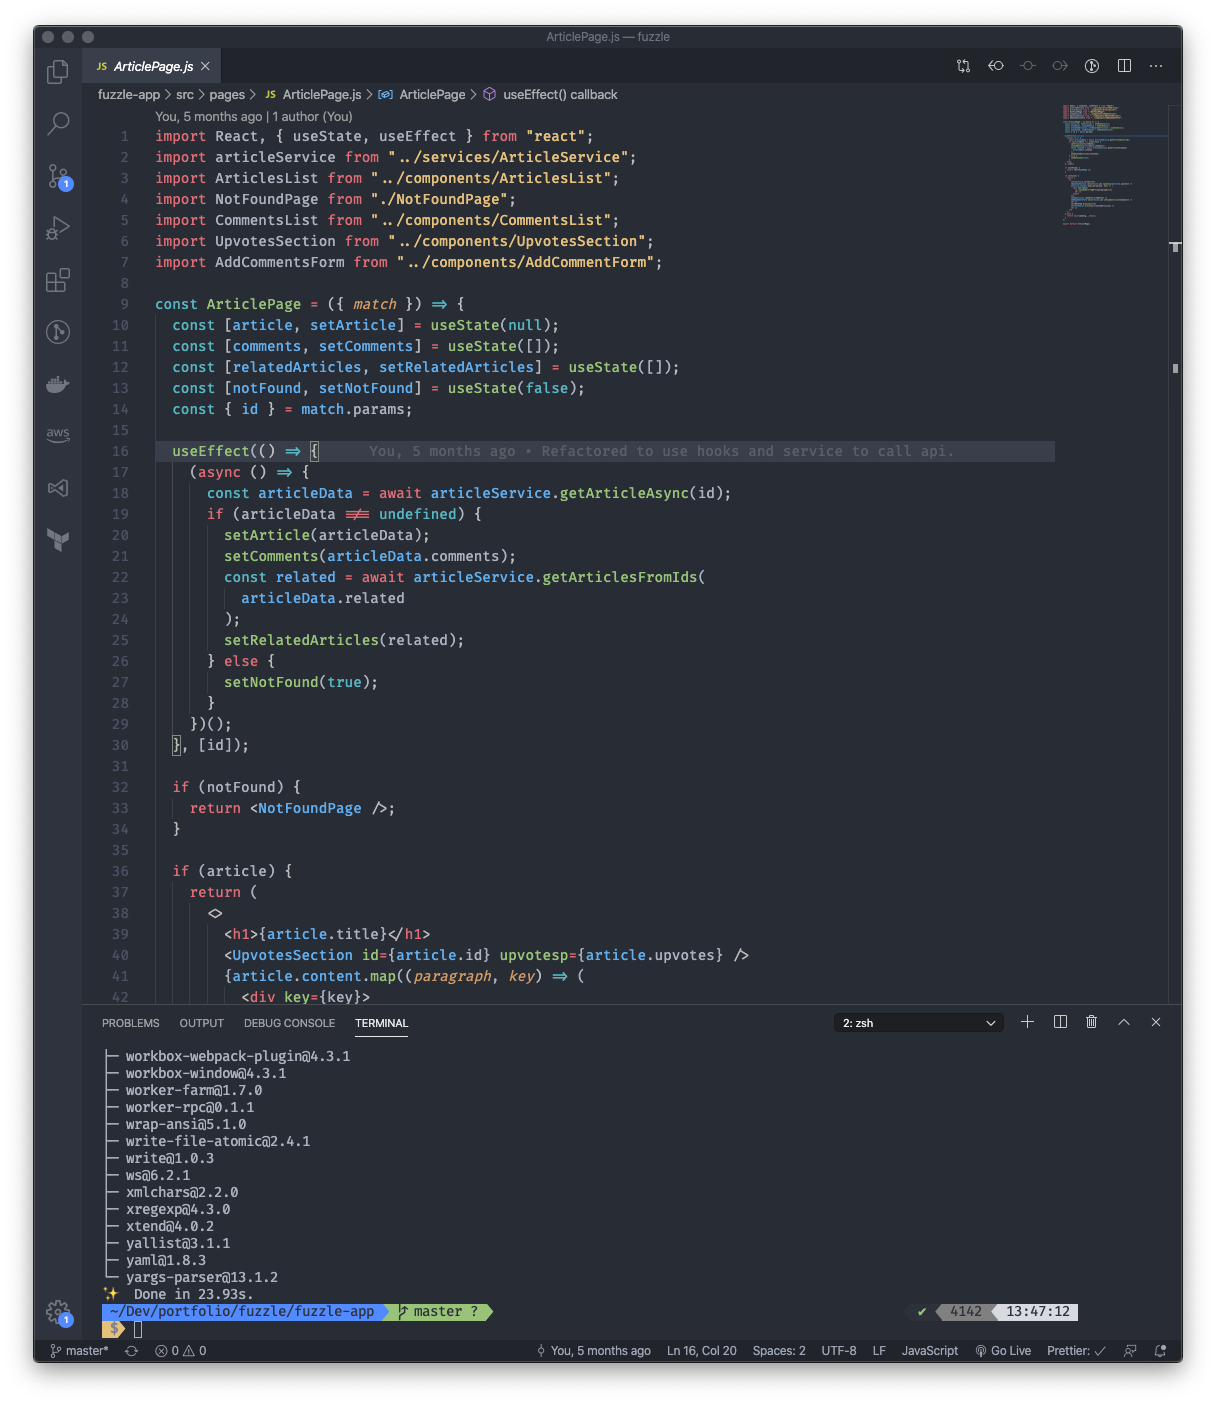 ArticlePage.js — fuzzle
JS ArticlePage.js
fuzzle-app > src > pages > JS ArticlePage.js > ArticlePage > useEffect() callback
You, 5 months ago | 1 author (You)
1 import React, { useState, useEffect } from "react";
2 import articleService from "../services/ArticleService";
3 import ArticlesList from "../components/ArticlesList";
4 import NotFoundPage from "./NotFoundPage";
5 import CommentsList from "../components/CommentsList";
6 import UpvotesSection from "../components/UpvotesSection";
7 import AddCommentsForm from "../components/AddCommentForm";
8
9 const ArticlePage = ({ match }) => {
10 const [article, setArticle] = useState(null);
11 const [comments, setComments] = useState([]);
12 const [relatedArticles, setRelatedArticles] = useState([]);
13 const [notFound, setNotFound] = useState(false);
14 const { id } = match.params;
15
16 useEffect(() => { You, 5 months ago • Refactored to use hooks and service to call api.
17 (async () => {
18 const articleData = await articleService.getArticleAsync(id);
19 if (articleData !== undefined) {
20 setArticle(articleData);
21 setComments(articleData.comments);
22 const related = await articleService.getArticlesFromIds(
23 articleData.related
24 );
25 setRelatedArticles(related);
26 } else {
27 setNotFound(true);
28 }
29 })();
30 }, [id]);
31
32 if (notFound) {
33 return <NotFoundPage />;
34 }
35
36 if (article) {
37 return (
38 <>
39 <h1>{article.title}</h1>
40 <UpvotesSection id={article.id} upvotesp={article.upvotes} />
41 {article.content.map((paragraph, key) => (
42 <div key={key}>
aws
1
1
PROBLEMS OUTPUT DEBUG CONSOLE TERMINAL 2: zsh
├─ workbox-webpack-plugin@4.3.1
├─ workbox-window@4.3.1
├─ worker-farm@1.7.0
├─ worker-rpc@0.1.1
├─ wrap-ansi@5.1.0
├─ write-file-atomic@2.4.1
├─ write@1.0.3
├─ ws@6.2.1
├─ xmlchars@2.2.0
├─ xregexp@4.3.0
├─ xtend@4.0.2
├─ yallist@3.1.1
├─ yaml@1.8.3
└─ yargs-parser@13.1.2
✨ Done in 23.93s.
~/Dev/portfolio/fuzzle/fuzzle-app master ? ✔ 4142 13:47:12
$
master* 0 0 You, 5 months ago Ln 16, Col 20 Spaces: 2 UTF-8 LF JavaScript Go Live Prettier: ✓